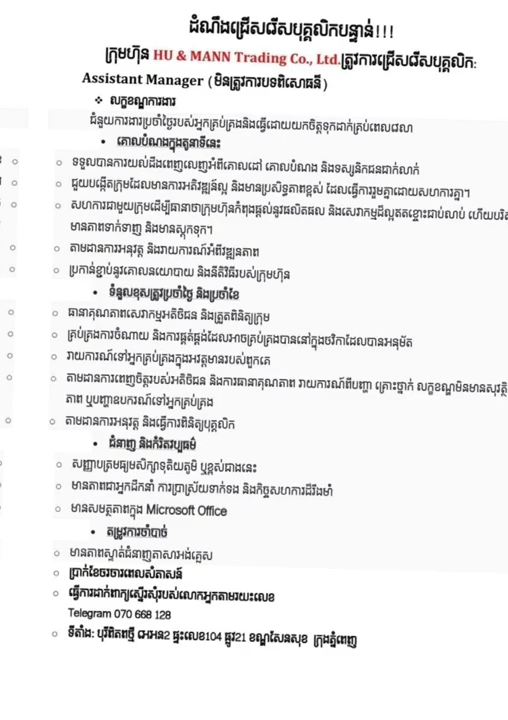 ដំណឹងជ្រើសរើសបុគ្គលិកបន្ទាន់!!!
ក្រុមហ៊ុន HU & MANN Trading Co., Ltd.ត្រូវការជ្រើសរើសបុគ្គលិក:
Assistant Manager (មិនត្រូវការបទពិសោធនី)
❖ លក្ខខណ្ឌការងារ
ជំនួយការងារប្រចាំថ្ងៃរបស់អ្នកគ្រប់គ្រងនិងធ្វើដោយយកចិត្តទុកដាក់គ្រប់ពេលវេលា
• គោលបំណងក្នុងតួនាទីនេះ
○ ទទួលបានការយល់ដឹងពេញលេញអំពីគោលដៅ គោលបំណង និងទស្សនិកជនជាក់លាក់
○ ជួយបង្កើតក្រុមដែលមានការអភិវឌ្ឍន៍ល្អ និងមានប្រសិទ្ធភាពខ្ពស់ ដែលធ្វើការរួមគ្នាដោយសហការគ្នា។
○ សហការជាមួយក្រុមដើម្បីធានាថាក្រុមហ៊ុនកំពុងផ្តល់នូវផលិតផល និងសេវាកម្មដ៏ល្អឥតខ្ចោះជាប់លាប់ ហើយបរិស
មានភាពទាក់ទាញ និងមានស្តុកទុក។
○ តាមដានការអនុវត្ត និងរាយការណ៍អំពីវឌ្ឍនភាព
○ ប្រកាន់ខ្ជាប់នូវគោលនយោបាយ និងនីតិវិធីរបស់ក្រុមហ៊ុន
• ទំនួលខុសត្រូវប្រចាំថ្ងៃ និងប្រចាំខែ
○ ធានាគុណភាពសេវាកម្មអតិថិជន និងត្រួតពិនិត្យក្រុម
○ គ្រប់គ្រងការចំណាយ និងការផ្គត់ផ្គង់ដែលអាចគ្រប់គ្រងបាននៅក្នុងថវិកាដែលបានអនុម័ត
○ រាយការណ៍ទៅអ្នកគ្រប់គ្រងក្នុងអវត្តមានរបស់ពួកគេ
○ តាមដានការពេញចិត្តរបស់អតិថិជន និងការធានាគុណភាព រាយការណ៍ពីបញ្ហា គ្រោះថ្នាក់ លក្ខខណ្ឌមិនមានសុវត្ថិ
ភាព ឬបញ្ហាឧបករណ៍ទៅអ្នកគ្រប់គ្រង
○ តាមដានការអនុវត្ត និងធ្វើការពិនិត្យបុគ្គលិក
• ជំនាញ និងកំរិតវប្បធម៌
○ សញ្ញាបត្រមធ្យមសិក្សាទុតិយភូមិ ឬខ្ពស់ជាងនេះ
○ មានភាពជាអ្នកដឹកនាំ ការប្រាស្រ័យទាក់ទង និងកិច្ចសហការដ៏រឹងមាំ
○ មានសមត្ថភាពក្នុង Microsoft Office
• តម្រូវការចាំបាច់
○ មានភាពស្ទាត់ជំនាញភាសាអង់គ្លេស
○ ប្រាក់ខែចរចារពេលសំភាសន៍
○ ធ្វើការដាក់ពាក្យស្នើរសុំរបស់លោកអ្នកតាមរយះលេខ
Telegram 070 668 128
○ ទីតាំង: បុរីពិភពថ្មី អេអេន2 ផ្ទះលេខ104 ផ្លូវ21 ខណ្ឌសែនសុខ ក្រុងភ្នំពេញ